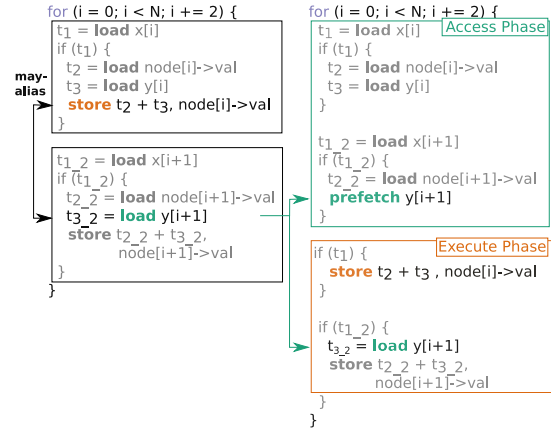 for (i = 0; i < N; i += 2) {
t1 = load x[i]
if (t1) {
t2 = load node[i]->val
t3 = load y[i]
store t2 + t3, node[i]->val
}
may-
alias
t1_2 = load x[i+1]
if (t1_2) {
t2_2 = load node[i+1]->val
t3_2 = load y[i+1]
store t2_2 + t3_2,
node[i+1]->val
}
}
for (i = 0; i < N; i += 2) {
Access Phase
t1 = load x[i]
if (t1) {
t2 = load node[i]->val
t3 = load y[i]
}
t1_2 = load x[i+1]
if (t1_2) {
t2_2 = load node[i+1]->val
prefetch y[i+1]
}
Execute Phase
if (t1) {
store t2 + t3 , node[i]->val
}
if (t1_2) {
t3_2 = load y[i+1]
store t2_2 + t3_2,
node[i+1]->val
}
}